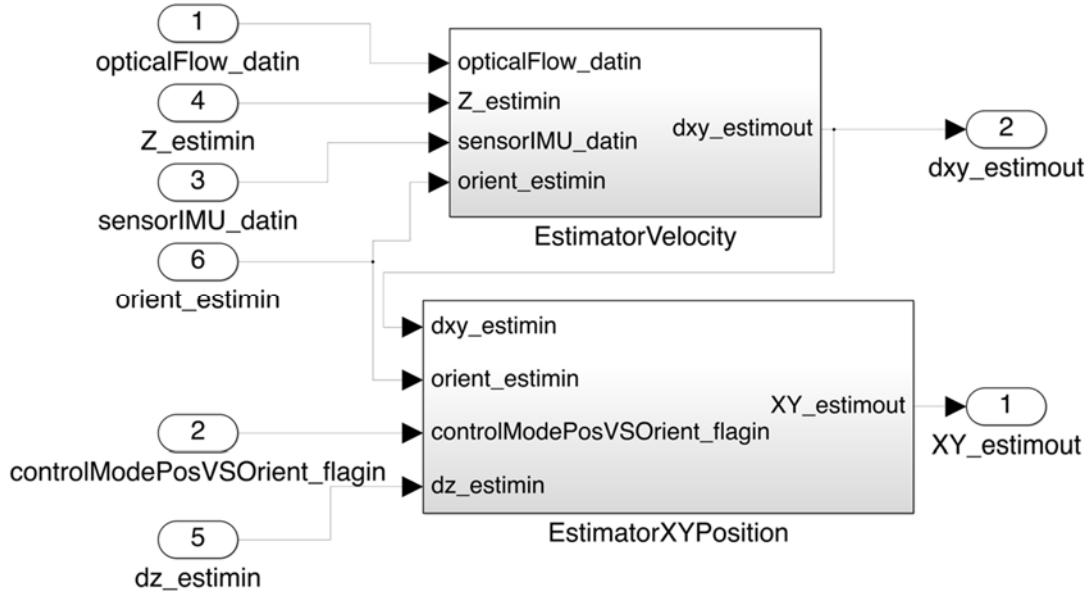 1
opticalFlow_datin
4
Z_estimin
3
sensorIMU_datin
6
orient_estimin
opticalFlow_datin
Z_estimin
sensorIMU_datin
orient_estimin
dxy_estimout
EstimatorVelocity
2
dxy_estimout
2
controlModePosVSOrient_flagin
5
dz_estimin
dxy_estimin
orient_estimin
controlModePosVSOrient_flagin
dz_estimin
XY_estimout
EstimatorXYPosition
1
XY_estimout